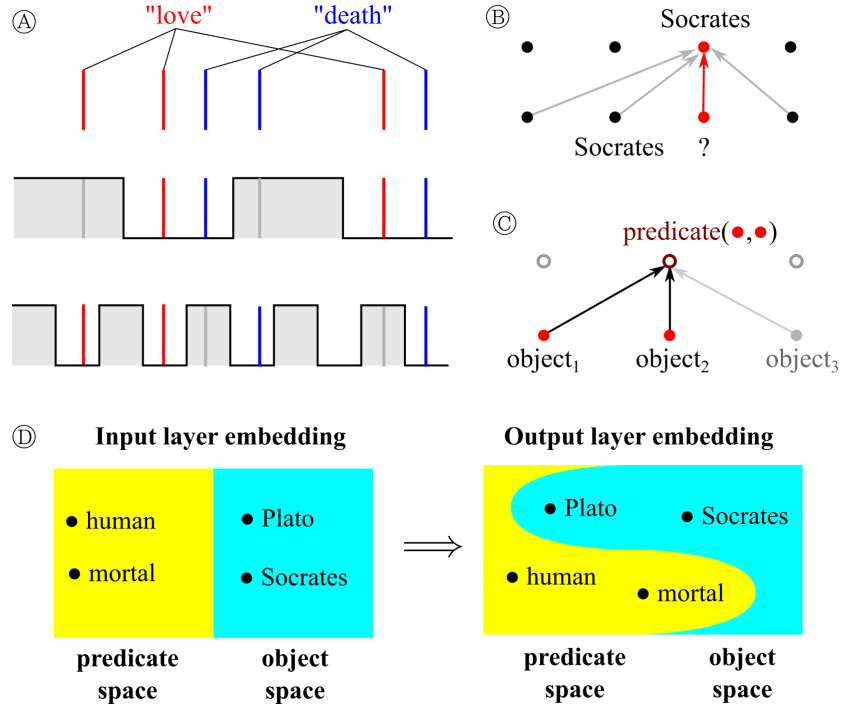 Ⓐ
"love" "death"
Ⓑ
Socrates
Socrates ?
Ⓒ
predicate(●,●)
object₁ object₂ object₃
Ⓓ
Input layer embedding
human
Plato
mortal
Socrates
predicate
space
object
space
⟹
Output layer embedding
Plato
Socrates
human
mortal
predicate
space
object
space